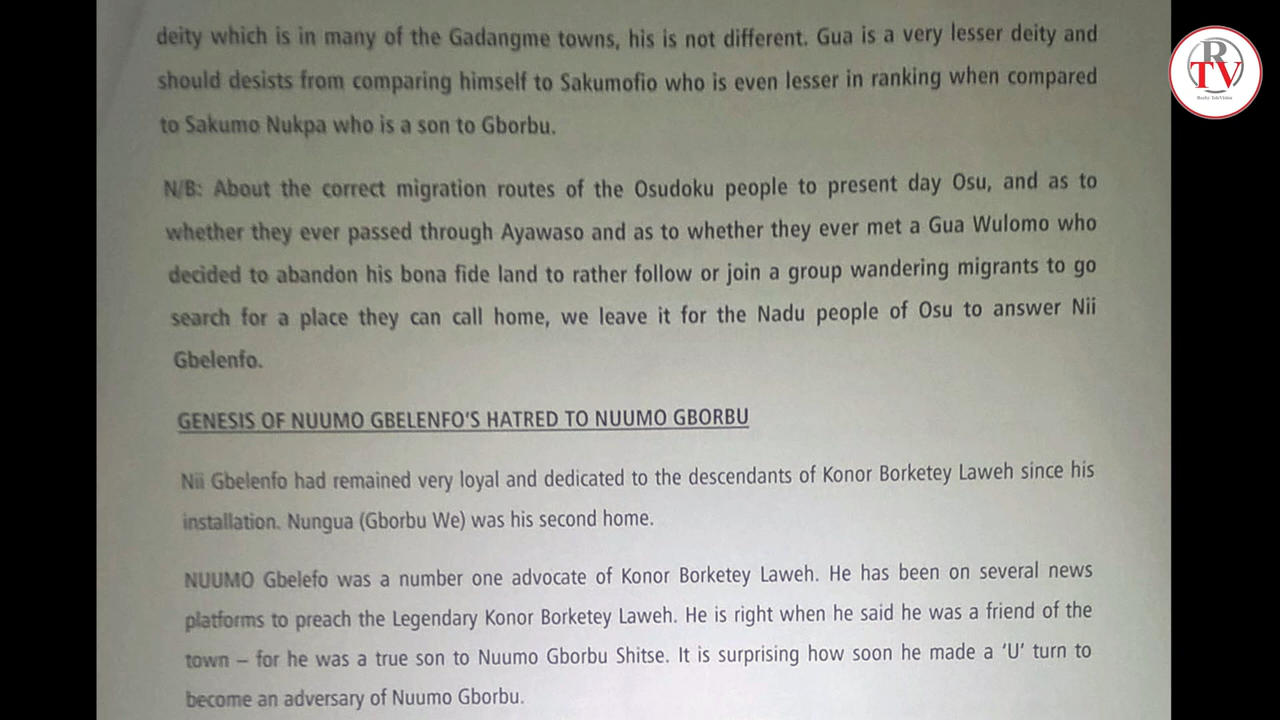 deity which is in many of the Gadangme towns, his is not different. Gua is a very lesser deity and
should desists from comparing himself to Sakumofio who is even lesser in ranking when compared
to Sakumo Nukpa who is a son to Gborbu.
N/B: About the correct migration routes of the Osudoku people to present day Osu, and as to
whether they ever passed through Ayawaso and as to whether they ever met a Gua Wulomo who
decided to abandon his bona fide land to rather follow or join a group wandering migrants to go
search for a place they can call home, we leave it for the Nadu people of Osu to answer Nii
Gbelenfo.
GENESIS OF NUUMO GBELENFO'S HATRED TO NUUMO GBORBU
Nii Gbelenfo had remained very loyal and dedicated to the descendants of Konor Borketey Laweh since his
installation. Nungua (Gborbu We) was his second home.
NUUMO Gbelefo was a number one advocate of Konor Borketey Laweh. He has been on several news
platforms to preach the Legendary Konor Borketey Laweh. He is right when he said he was a friend of the
town – for he was a true son to Nuumo Gborbu Shitse. It is surprising how soon he made a ‘U’ turn to
become an adversary of Nuumo Gborbu.
R
TV